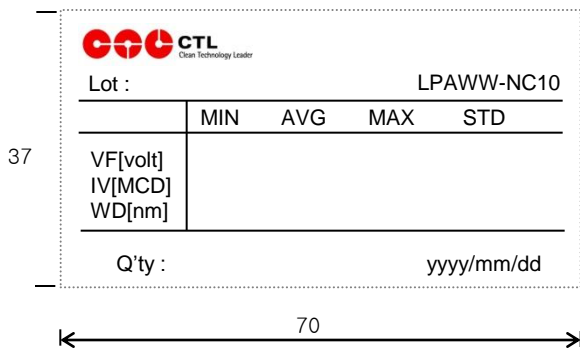 CTL
Clean Technology Leader
Lot : LPAWW-NC10
MIN AVG MAX STD
37
VF[volt]
IV[MCD]
WD[nm]
Q'ty : yyyy/mm/dd
70